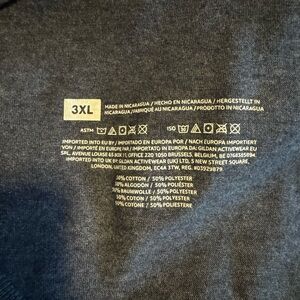 3XL
MADE IN NICARAGUA / HECHO EN NICARAGUA / HERGESTELLT IN
NICARAGUA/FABRIQUÉ AU NICARAGUA / PRODOTTO IN NICARAGUA
ASTM
ISO
IMPORTED INTO EU BY / IMPORTADO EN EUROPA POR / NACH EUROPA IMPORTIERT
VON / IMPORTÉ EN EUROPE PAR / IMPORTATO IN EUROPA DA: GILDAN ACTIVEWEAR (EU)
SRL, AVENUE LOUISE 65 BOX 11, OFFICE 220 1050 BRUSSELS, BELGIUM, BE
IMPORTED INTO UK BY / GILDAN ACTIVEWEAR (UK) LTD, 5 NEW STREET SQUARE,
LONDON, UNITED KINGDOM, EC4A 3TW, REG.
50% COTTON / 50% POLYESTER
50% ALGODÓN / 50% POLIÉSTER
50% BAUMWOLLE / 50% POLYESTER
50% COTON / 50% POLYESTER
50% COTONE / 50% POLIESTERE